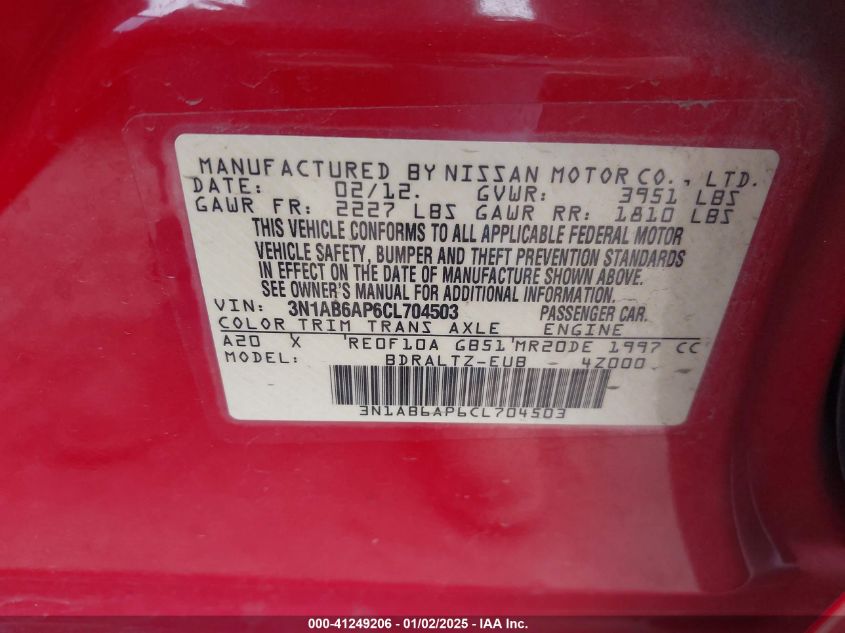 MANUFACTURED BY NISSAN MOTOR CO., LTD.
DATE: 02/12. GVWR: 3951 LBS
GAWR FR: 2227 LBS GAWR RR: 1810 LBS
THIS VEHICLE CONFORMS TO ALL APPLICABLE FEDERAL MOTOR
VEHICLE SAFETY, BUMPER AND THEFT PREVENTION STANDARDS
IN EFFECT ON THE DATE OF MANUFACTURE SHOWN ABOVE.
SEE OWNER'S MANUAL FOR ADDITIONAL INFORMATION.
VIN: 3N1AB6AP6CL704503 PASSENGER CAR.
COLOR TRIM TRANS AXLE ENGINE
A20 X 'RE0F10A GB51'MR20DE 1997 CC
MODEL: BDRALTZ-EUB - 4Z000
3N1AB6AP6CL704503
000-41249206 - 01/02/2025 - IAA Inc.